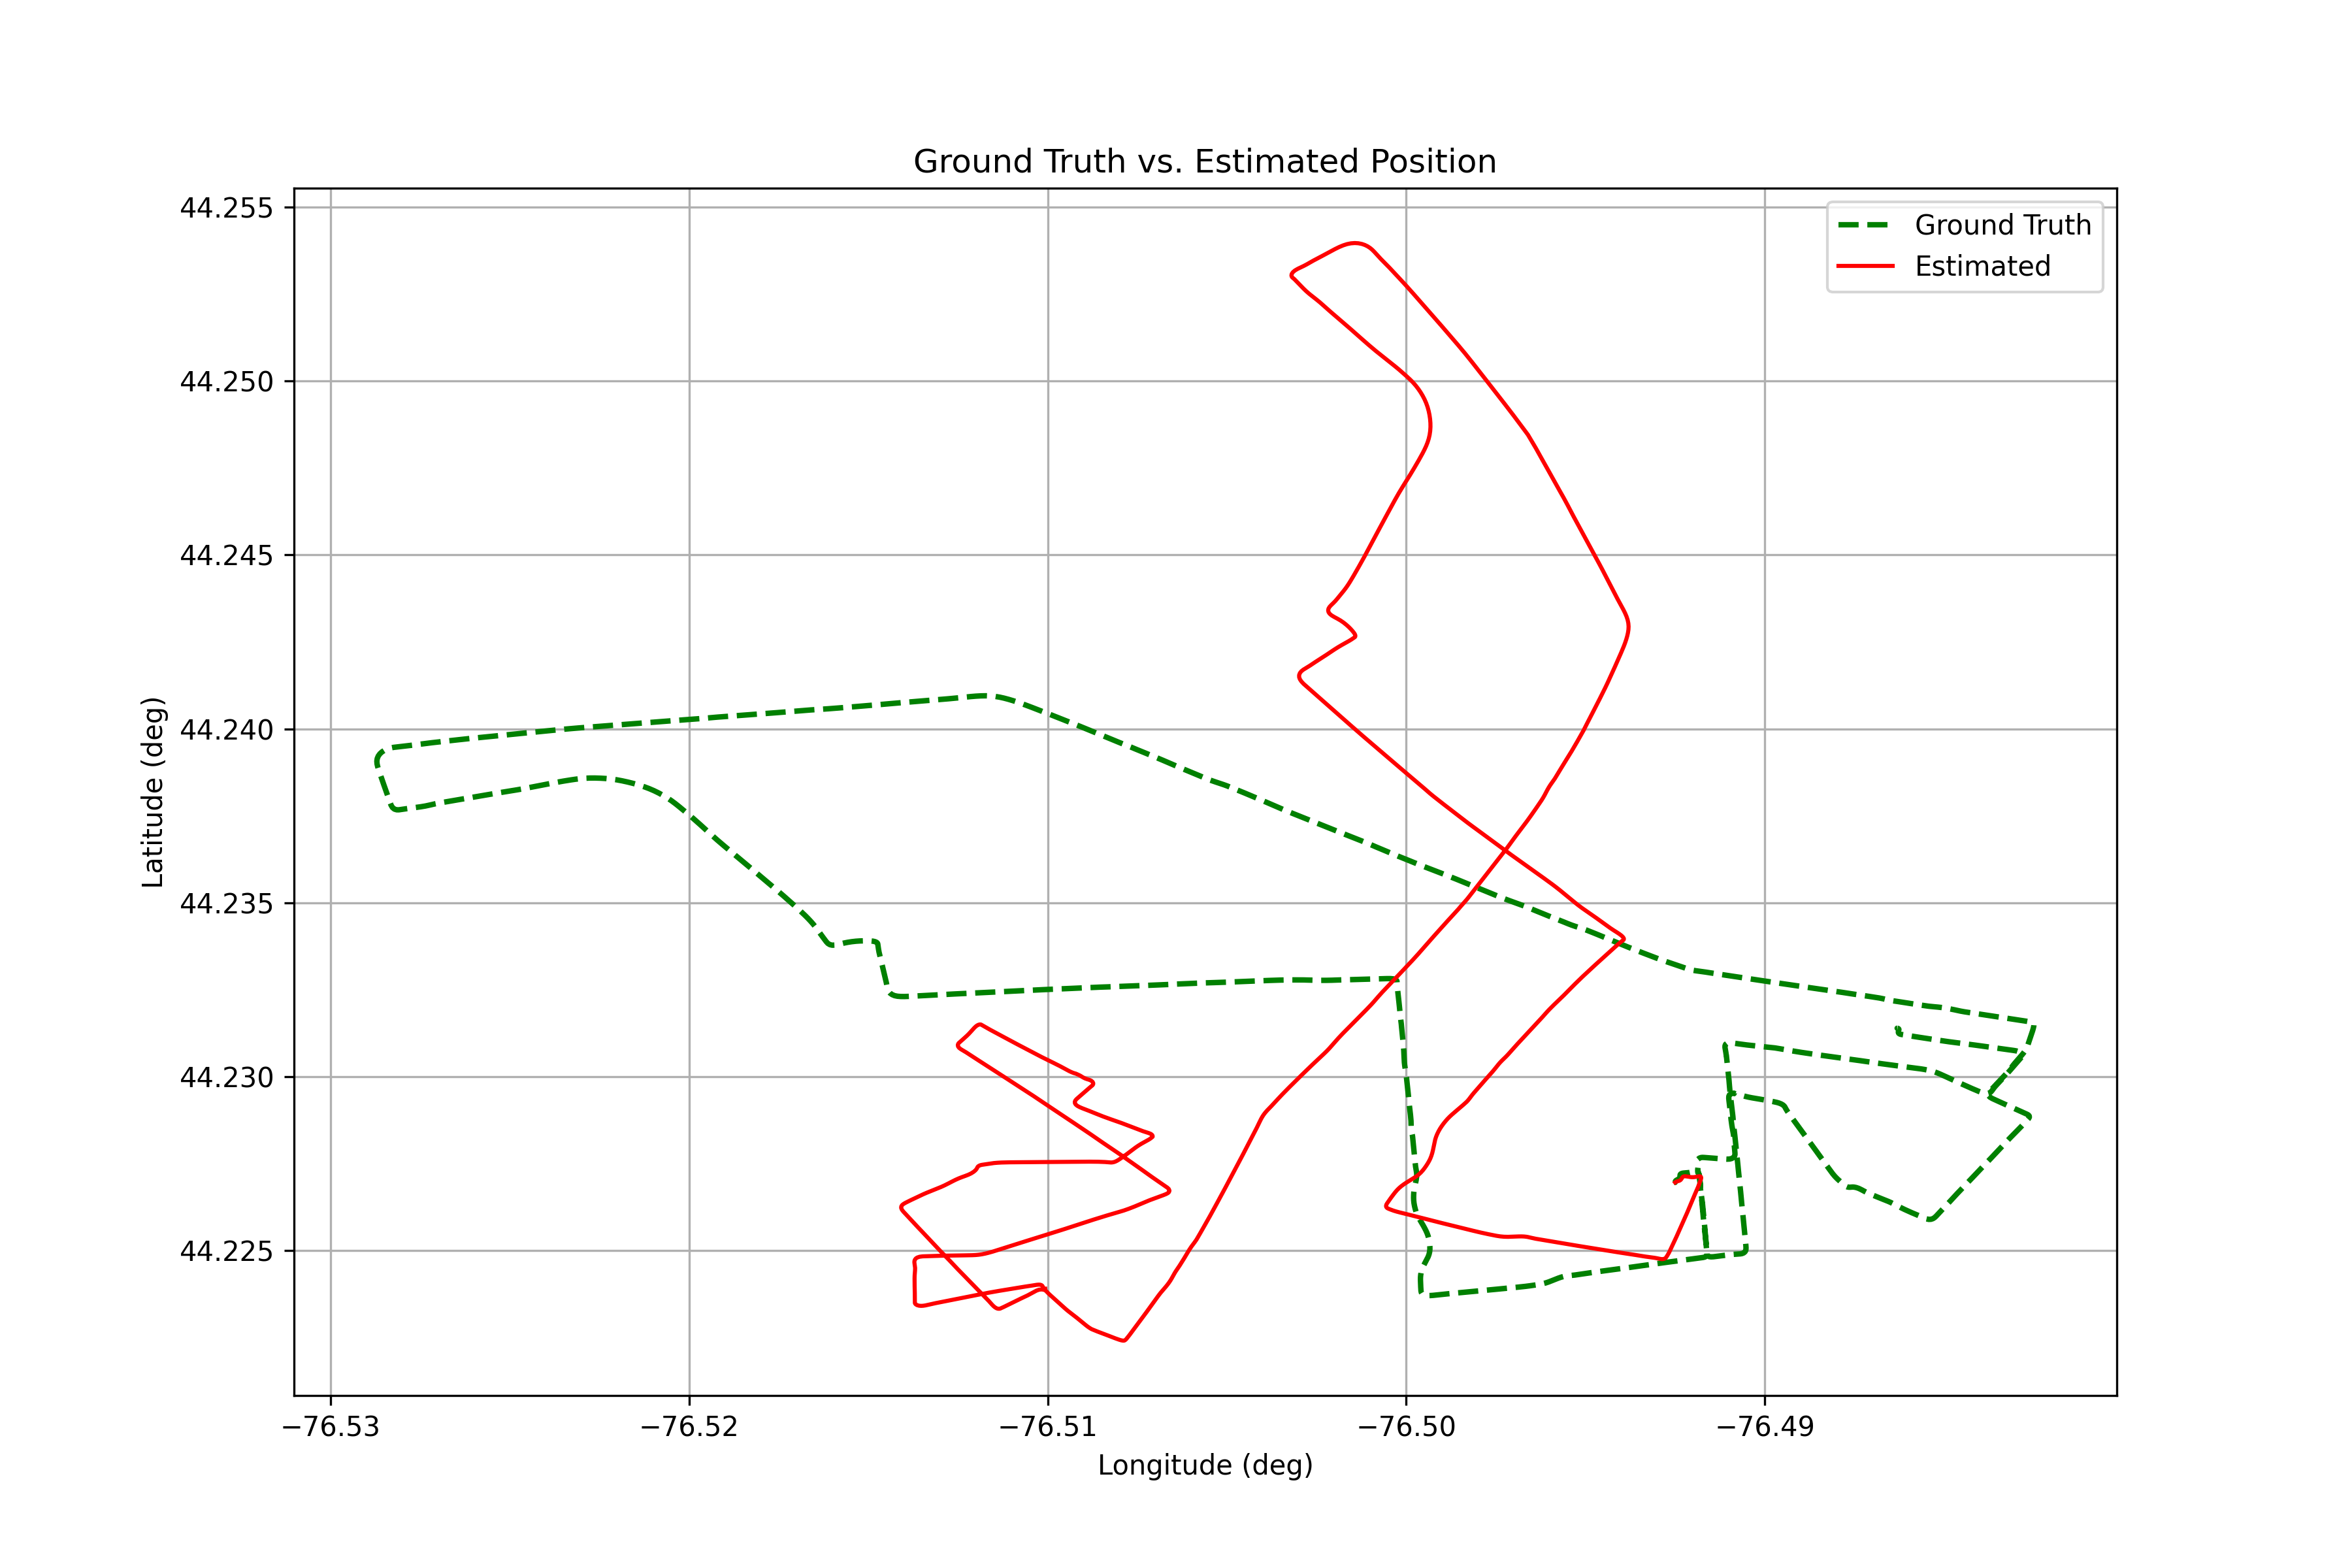 Ground Truth vs. Estimated Position
Ground Truth
Estimated
44.255
44.250
44.245
44.240
44.235
44.230
44.225
Latitude (deg)
−76.53
−76.52
−76.51
−76.50
−76.49
Longitude (deg)